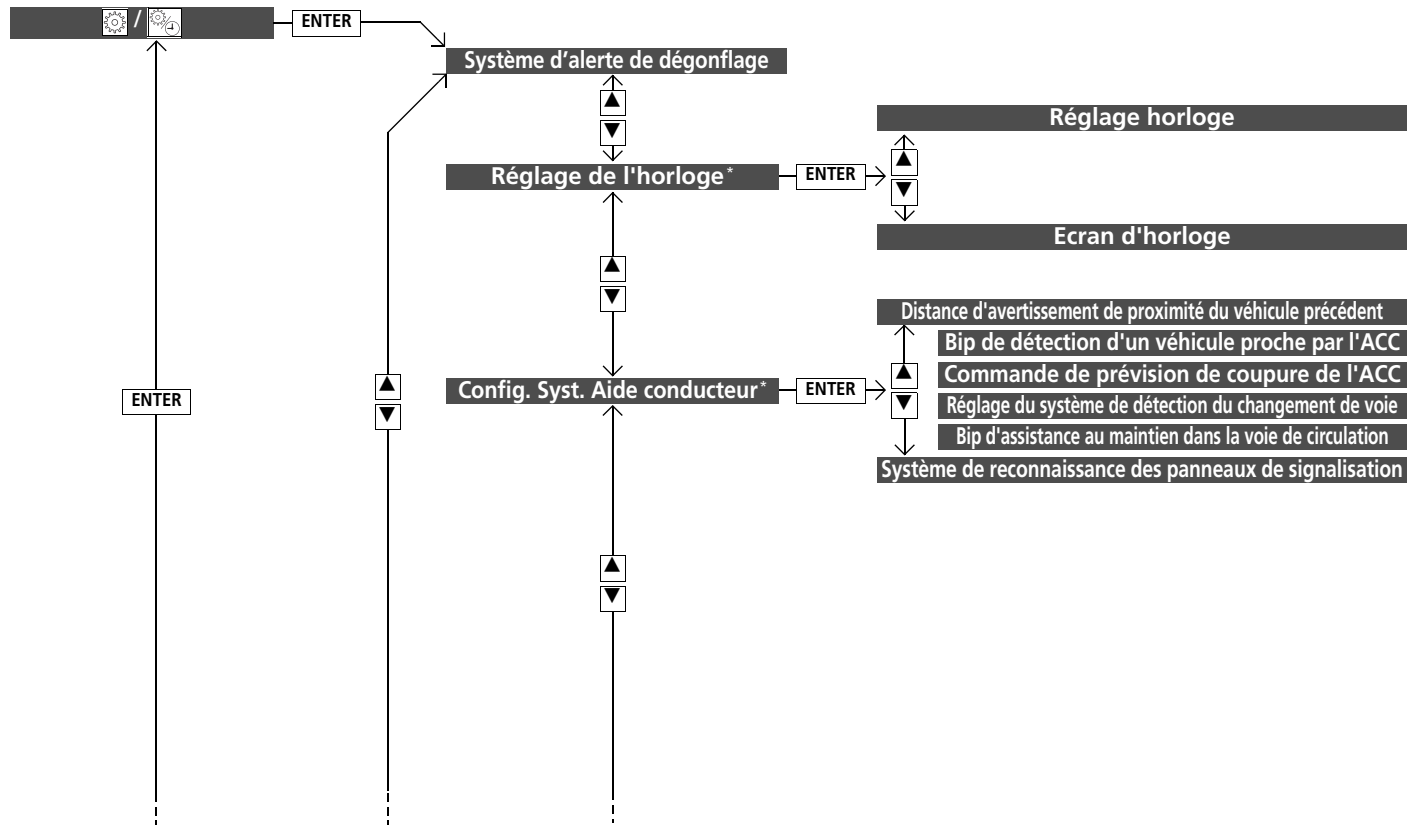 /
ENTER
Système d’alerte de dégonflage
▲
▼
Réglage horloge
Réglage de l'horloge*
ENTER
▲
▼
Ecran d'horloge
▲
▼
Distance d'avertissement de proximité du véhicule précédent
Bip de détection d'un véhicule proche par l'ACC
Commande de prévision de coupure de l'ACC
Config. Syst. Aide conducteur*
ENTER
▲
▼
Réglage du système de détection du changement de voie
Bip d'assistance au maintien dans la voie de circulation
Système de reconnaissance des panneaux de signalisation
ENTER
▲
▼
▲
▼